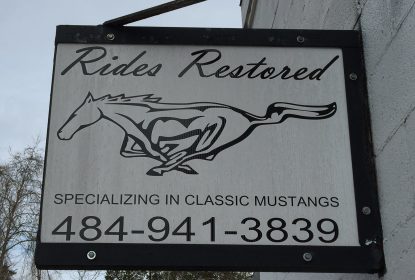 Rides Restored
SPECIALIZING IN CLASSIC MUSTANGS
484-941-3839